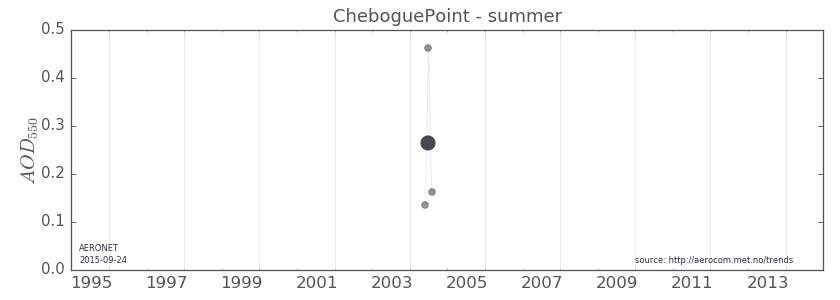 CheboguePoint - summer
0.5
0.4
0.3
0.2
0.1
0.0
AOD550
AERONET
2015-09-24
source: http://aerocom.met.no/trends
1995 1997 1999 2001 2003 2005 2007 2009 2011 2013